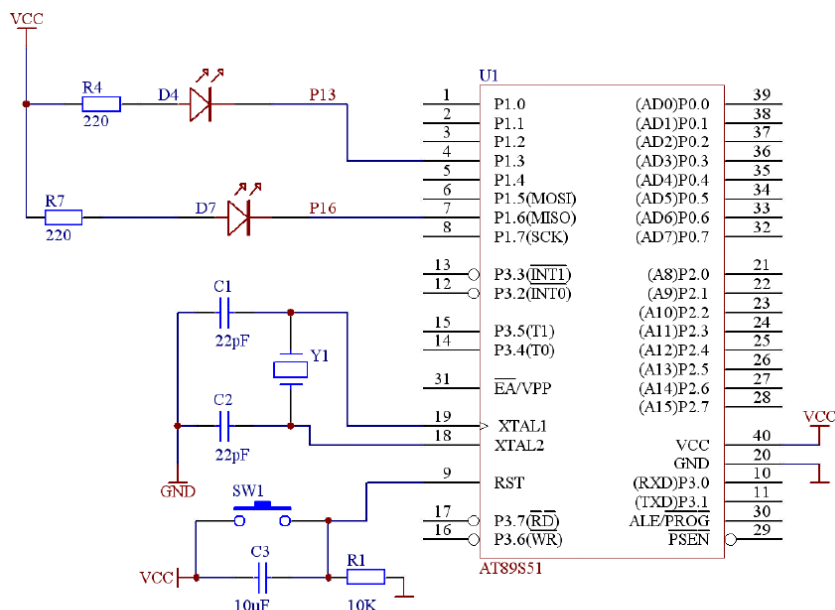 VCC
R4
220
D4
P13
R7
220
D7
P16
C1
22pF
Y1
C2
22pF
GND
SW1
VCC
C3
10uF
R1
10K
U1
1 P1.0 (AD0)P0.0 39
2 P1.1 (AD1)P0.1 38
3 P1.2 (AD2)P0.2 37
4 P1.3 (AD3)P0.3 36
5 P1.4 (AD4)P0.4 35
6 P1.5(MOSI) (AD5)P0.5 34
7 P1.6(MISO) (AD6)P0.6 33
8 P1.7(SCK) (AD7)P0.7 32
13 P3.3(INT1) (A8)P2.0 21
12 P3.2(INT0) (A9)P2.1 22
(A10)P2.2 23
15 P3.5(T1) (A11)P2.3 24
14 P3.4(T0) (A12)P2.4 25
(A13)P2.5 26
31 EA/VPP (A14)P2.6 27
(A15)P2.7 28
19 XTAL1
18 XTAL2 VCC 40
VCC
GND 20
9 RST (RXD)P3.0 10
(TXD)P3.1 11
17 P3.7(RD) ALE/PROG 30
16 P3.6(WR) PSEN 29
AT89S51